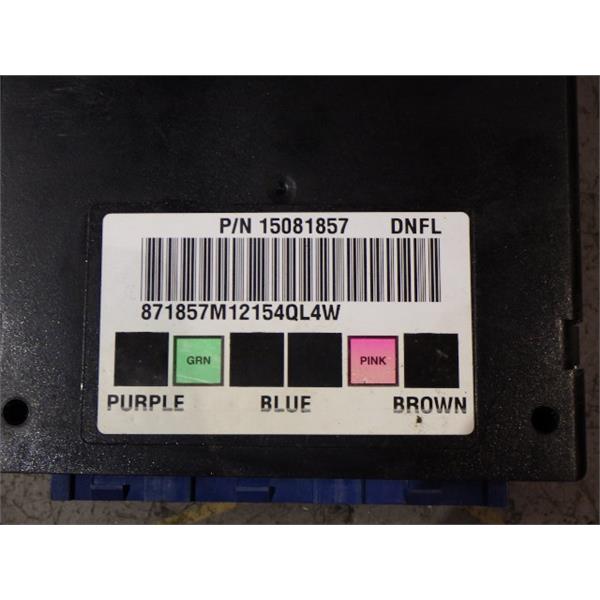 P/N 15081857 DNFL
871857M12154QL4W
GRN PINK
PURPLE BLUE BROWN